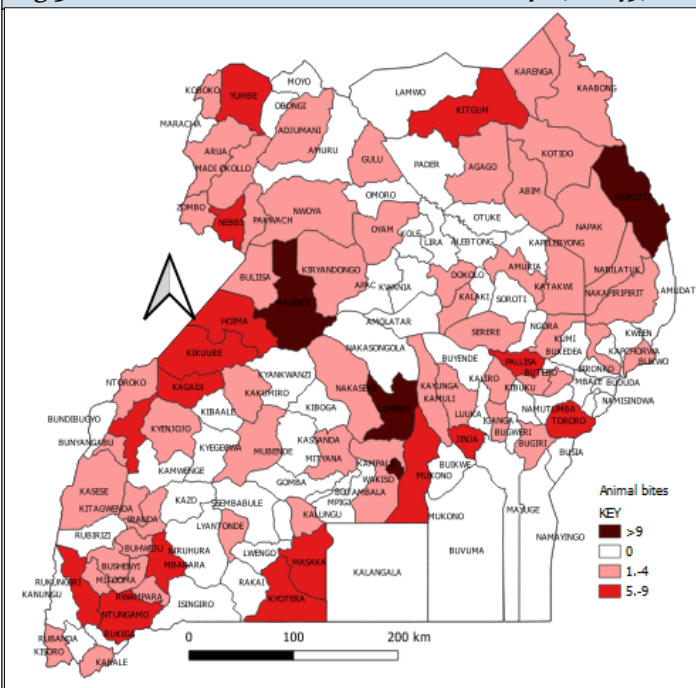 KARENGA
KAABONG
MOYO
LAMWO
KOBOKO
YUMBE
OBONGI
KITGUM
MARACHA
ADJUMANI
ARUA
AMURU
GULU
KOTIDO
MADI OKOLLO
PADER
AGAGO
MOROTO
ABIM
ZOMBO
OMORO
NEBBI
PAKWACH
NWOYA
OTUKE
NAPAK
OYAM
KOLE
LIRA
ALEBTONG
KAPELEBYONG
BULIISA
KIRYANDONGO
AMURIA
NABILATUK
DOKOLO
APAC
KWANIA
KATAKWI
AMUDAT
MASINDI
KALAKI
SOROTI
NAKAPIRIPIRIT
HOIMA
AMOLATAR
SERERE
NGORA
KWEEN
KUMI
NAKASONGOLA
KIKUUBE
BUKEDEA
KAPCHORWA
BUYENDE
PALLISA
BUKWO
KYANKWANZI
BUTEBO
SIRONKO
NTOROKO
KAGADI
NAKASEKE
KAYUNGA
KALIRO
KIBUKU
MBALE
BUDUDA
KAKUMIRO
KAMULI
KIBAALE
KIBOGA
LUWERO
LUUKA
NAMUTUMBA
NAMISINDWA
BUNDIBUGYO
IGANGA
TORORO
KYENJOJO
KASSANDA
BUGWERI
BUNYANGABU
JINJA
BUGIRI
KYEGEGWA
MUBENDE
MITYANA
KAMPALA
BUIKWE
BUSIA
KAMWENGE
WAKISO
MUKONO
Animal bites
KASESE
GOMBA
BUTAMBALA
KAZO
SSEMBABULE
MPIGI
KEY
KITAGWENDA
MUKONO
MAYUGE
>9
IBANDA
LYANTONDE
KALUNGU
RUBIRIZI
NAMAYINGO
0
BUHWEJU
KIRUHURA
LWENGO
BUVUMA
1.-4
BUSHENYI
MBARARA
MASAKA
KALANGALA
5.-9
RUKUNGIRI
MITOOMA
RAKAI
KANUNGU
RWAMPARA
KYOTERA
ISINGIRO
NTUNGAMO
RUKIGA
RUBANDA
0 100 200 km
KISORO
KABALE